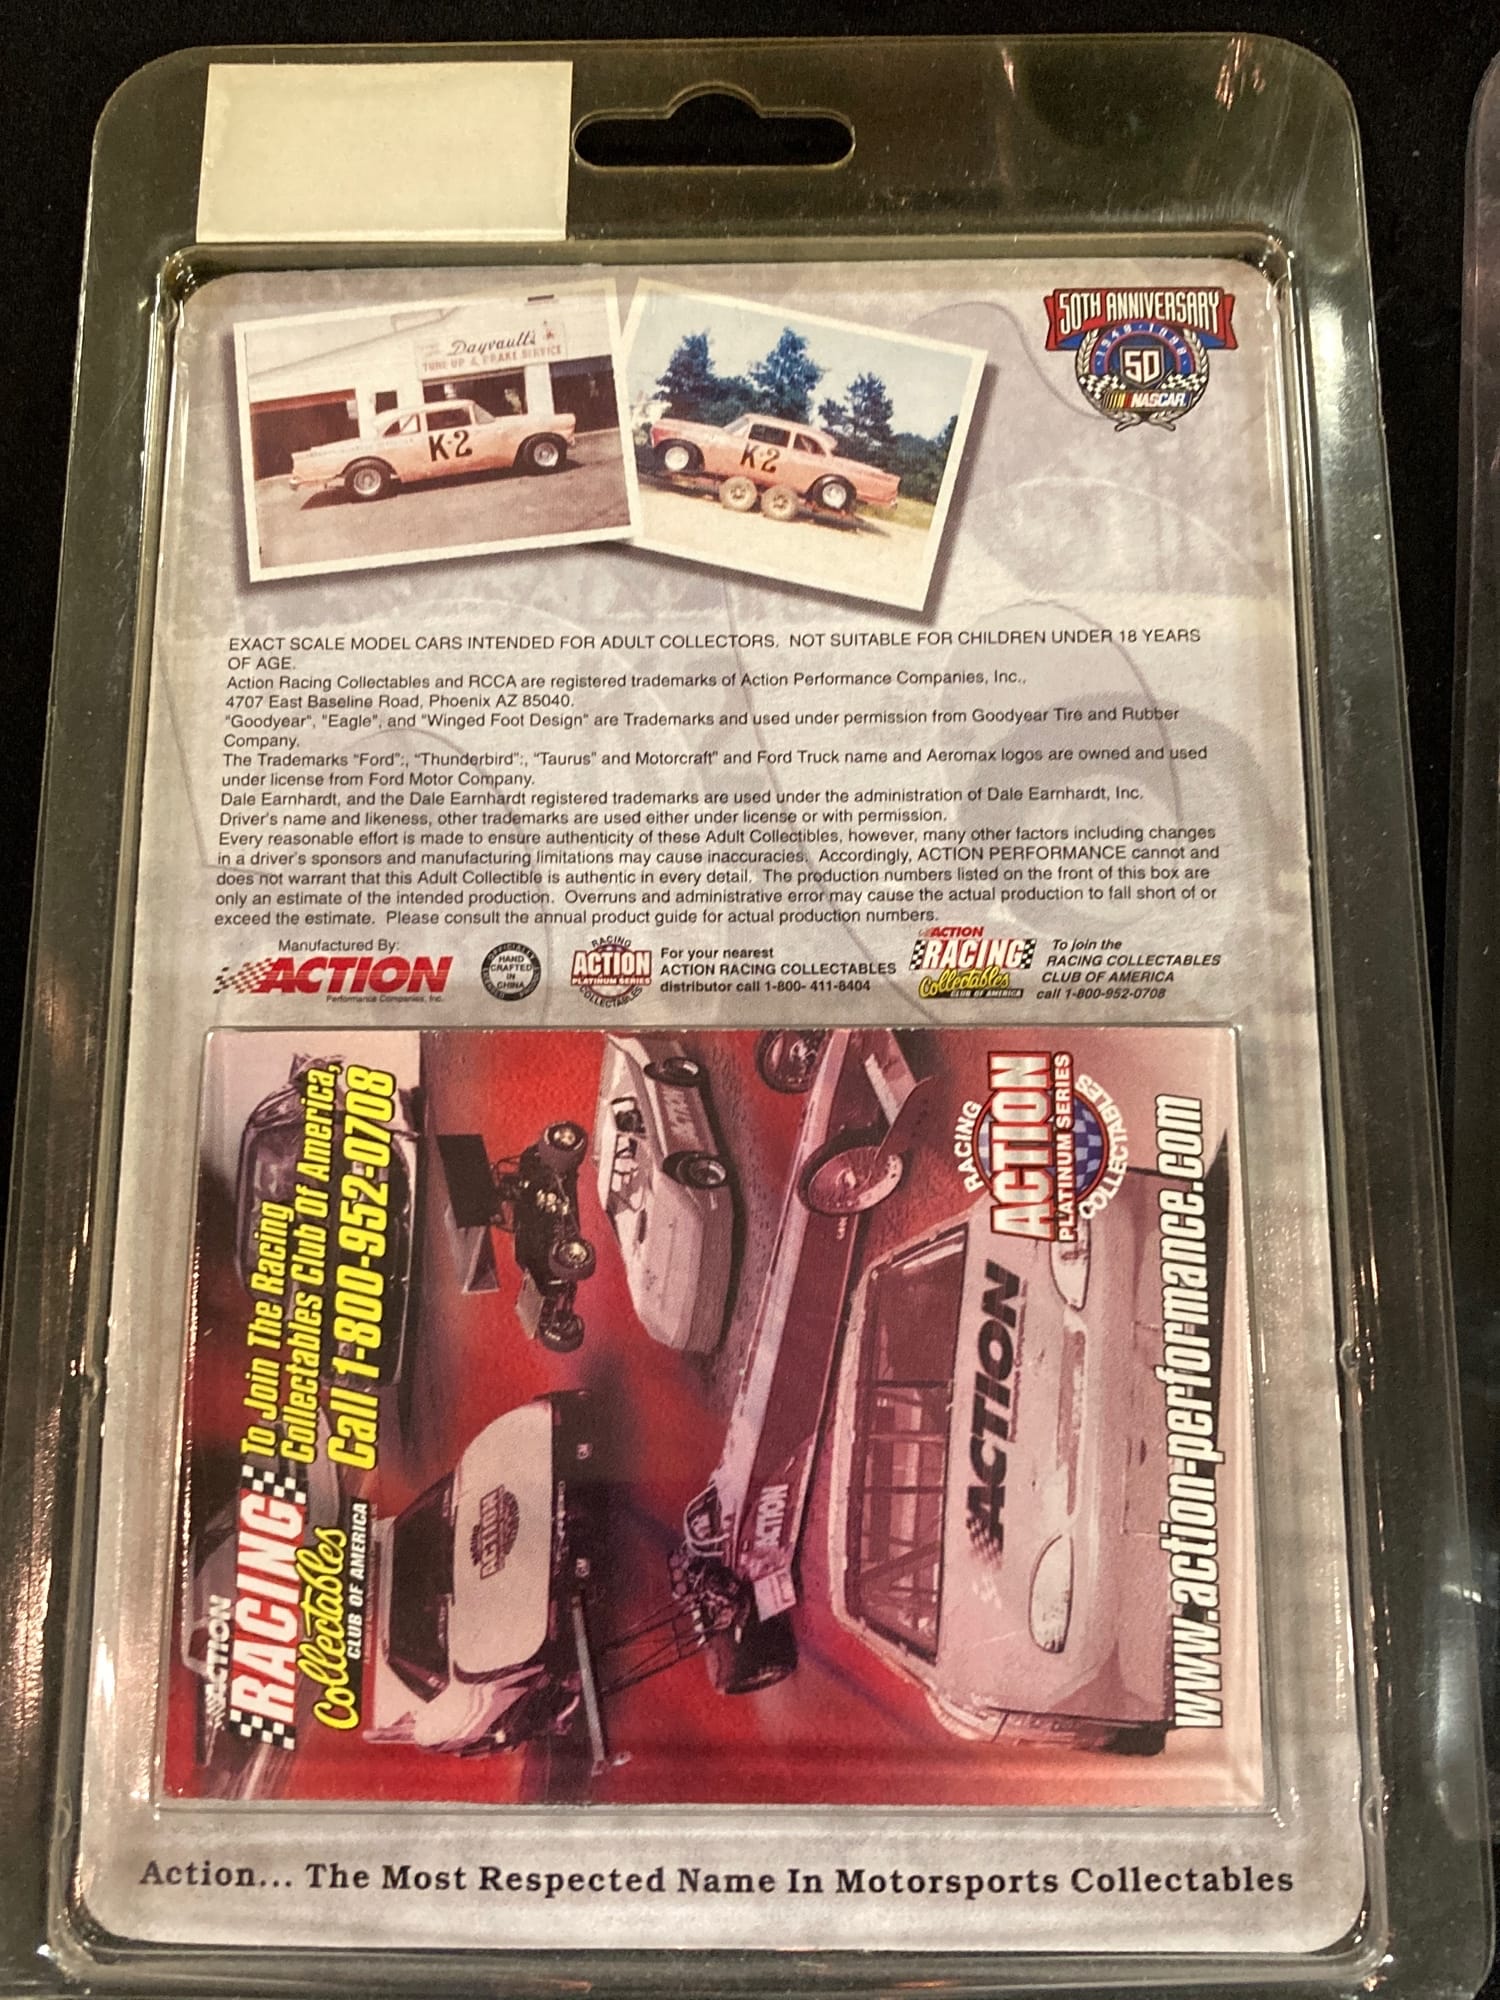 Dayvault's
TUNE UP & BRAKE SERVICE
K-2
K-2
50TH ANNIVERSARY
1948-1998
50
NASCAR
EXACT SCALE MODEL CARS INTENDED FOR ADULT COLLECTORS. NOT SUITABLE FOR CHILDREN UNDER 18 YEARS
OF AGE.
Action Racing Collectables and RCCA are registered trademarks of Action Performance Companies, Inc.,
4707 East Baseline Road, Phoenix AZ 85040.
"Goodyear", "Eagle", and "Winged Foot Design" are Trademarks and used under permission from Goodyear Tire and Rubber
Company.
The Trademarks "Ford":, "Thunderbird":, "Taurus" and Motorcraft" and Ford Truck name and Aeromax logos are owned and used
under license from Ford Motor Company.
Dale Earnhardt, and the Dale Earnhardt registered trademarks are used under the administration of Dale Earnhardt, Inc.
Driver's name and likeness, other trademarks are used either under license or with permission.
Every reasonable effort is made to ensure authenticity of these Adult Collectibles, however, many other factors including changes
in a driver's sponsors and manufacturing limitations may cause inaccuracies. Accordingly, ACTION PERFORMANCE cannot and
does not warrant that this Adult Collectible is authentic in every detail. The production numbers listed on the front of this box are
only an estimate of the intended production. Overruns and administrative error may cause the actual production to fall short of or
exceed the estimate. Please consult the annual product guide for actual production numbers.
Manufactured By:
ACTION
Performance Companies, Inc.
HAND
CRAFTED
IN
CHINA
RACING
ACTION
PLATINUM SERIES
COLLECTABLES
For your nearest
ACTION RACING COLLECTABLES
distributor call 1-800- 411-8404
ACTION
RACING
Collectables
CLUB OF AMERICA
To join the
RACING COLLECTABLES
CLUB OF AMERICA
call 1-800-952-0708
ACTION
RACING
Collectables
CLUB OF AMERICA
To Join The Racing
Collectables Club Of America,
Call 1-800-952-0708
ACTION
GM
GM
ACTION
ACTION
RACING
ACTION
PLATINUM SERIES
COLLECTABLES
www.action-performance.com
Action... The Most Respected Name In Motorsports Collectables